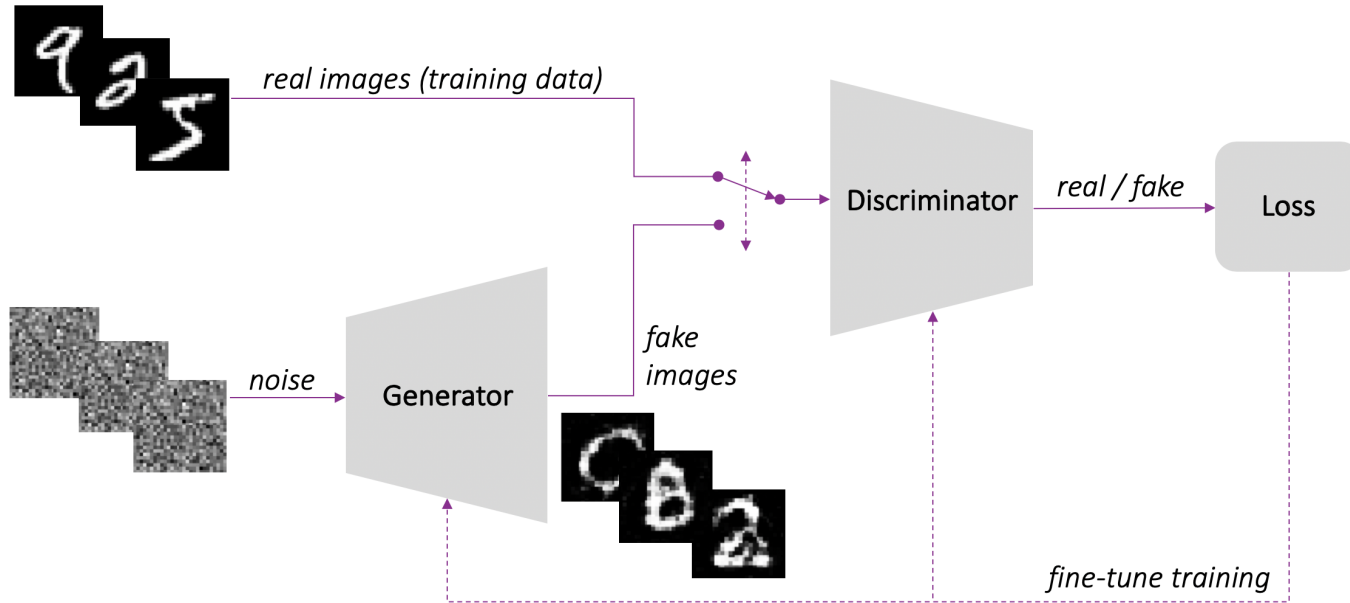 real images (training data)
Discriminator
real / fake
Loss
noise
Generator
fake
images
fine-tune training